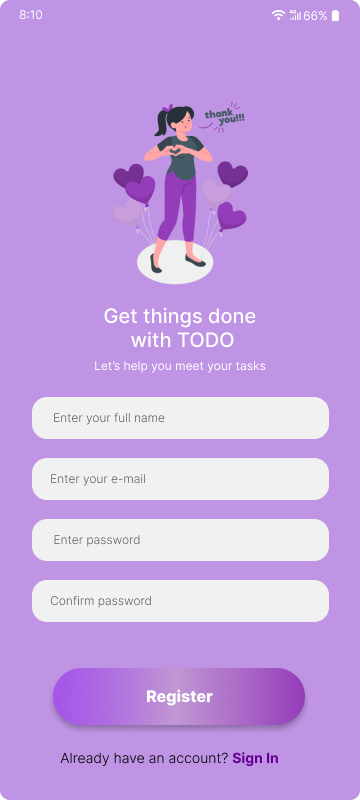 8:10
4G 66%
thank
you!!!
Get things done
with TODO
Let's help you meet your tasks
Enter your full name
Enter your e-mail
Enter password
Confirm password
Register
Already have an account? Sign In